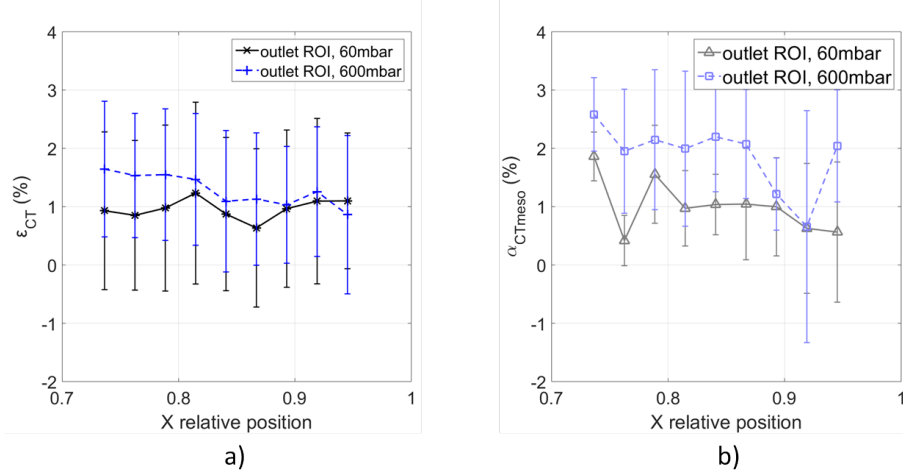 4
3
2
1
0
-1
-2
ε_CT (%)
outlet ROI, 60mbar
outlet ROI, 600mbar
0.7
0.8
0.9
1
X relative position
a)
4
3
2
1
0
-1
-2
α_CTmeso (%)
outlet ROI, 60mbar
outlet ROI, 600mbar
0.7
0.8
0.9
1
X relative position
b)